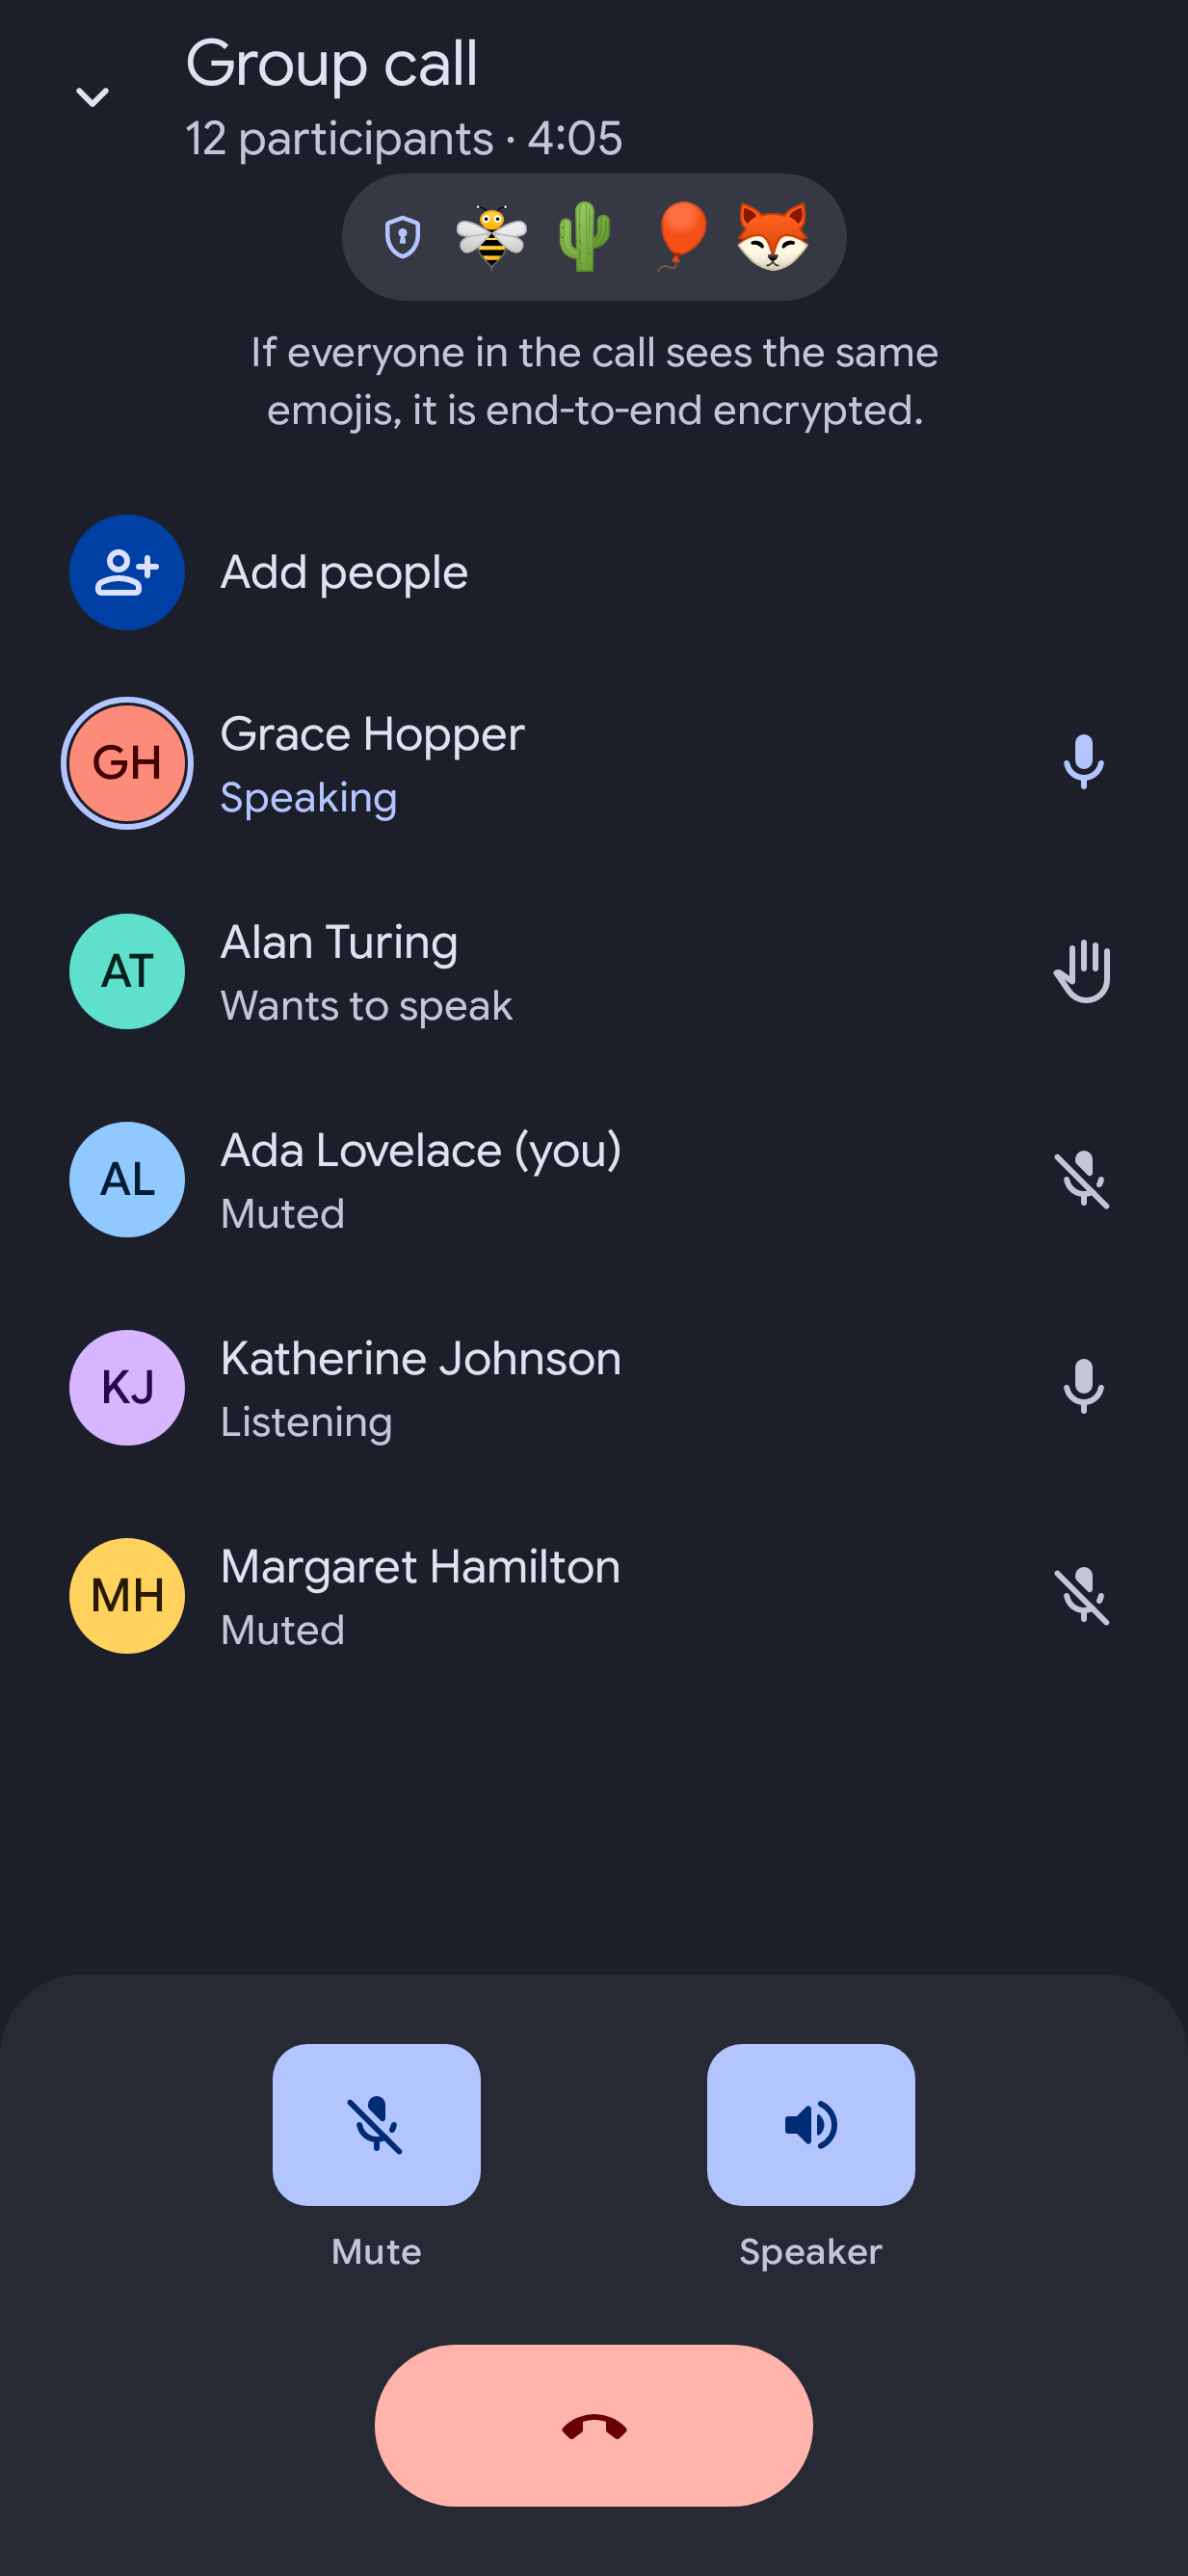 Group call
12 participants · 4:05
If everyone in the call sees the same
emojis, it is end-to-end encrypted.
Add people
GH
Grace Hopper
Speaking
AT
Alan Turing
Wants to speak
AL
Ada Lovelace (you)
Muted
KJ
Katherine Johnson
Listening
MH
Margaret Hamilton
Muted
Mute
Speaker